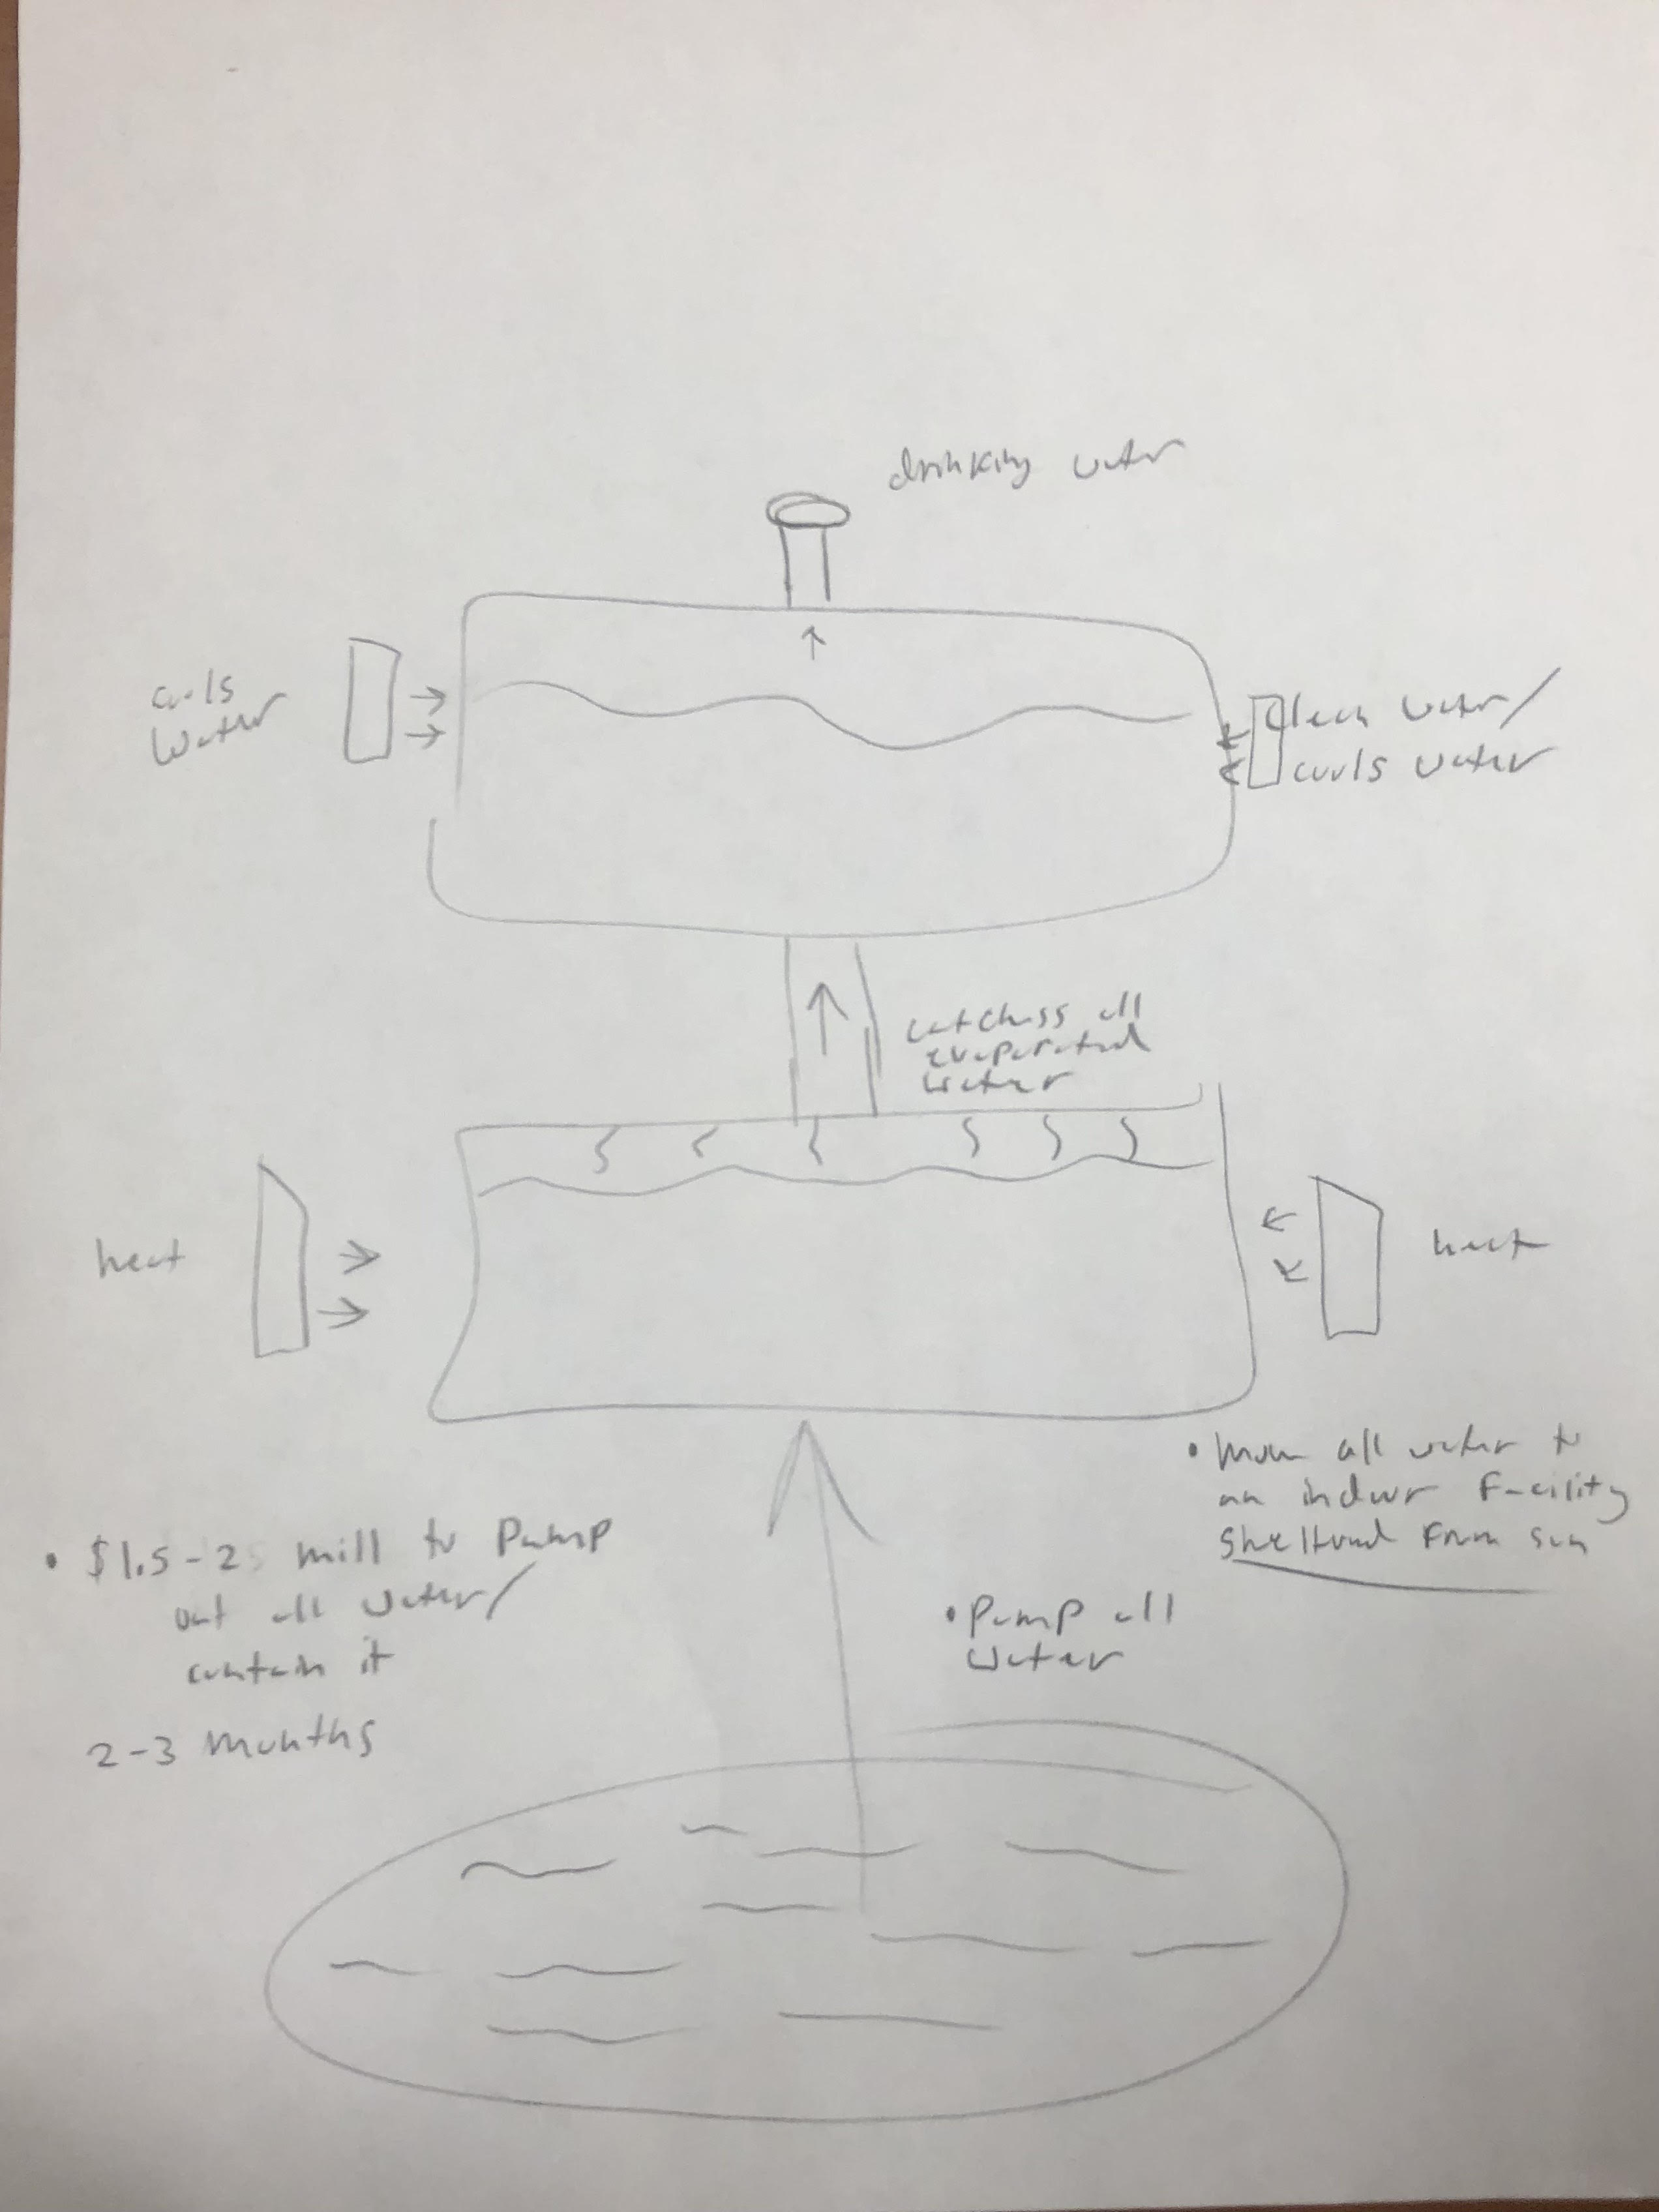 drinking water
cools
water
clean water/
cools water
catchess all
evaporated
water
heat
heat
• move all water to
an indoor facility
sheltered from sun
• $1.5-2 mill to pump
out all water/
contain it
2-3 months
• Pump all
water